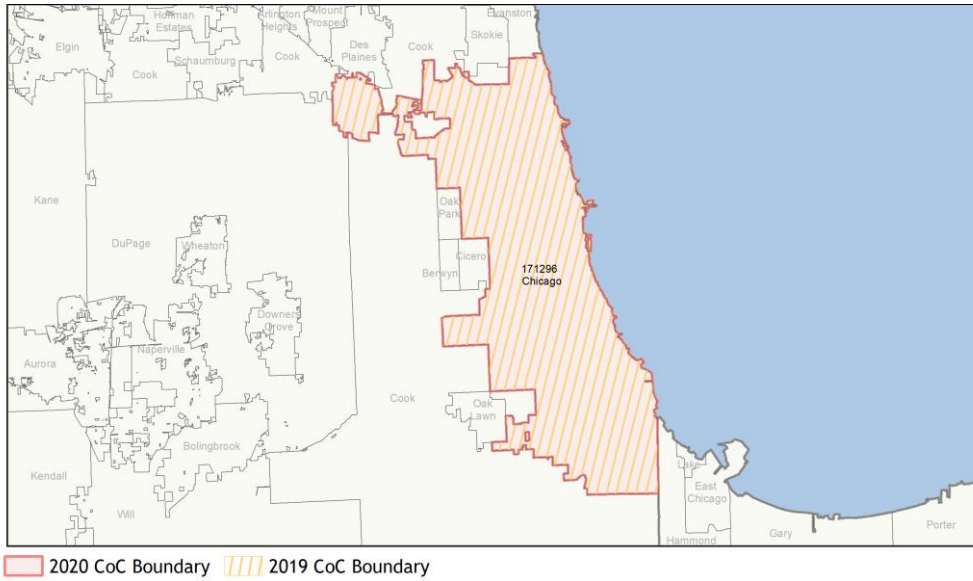 Hoffman
Estates
Arlington
Heights
Mount
Prospect
Evanston
Skokie
Elgin
Schaumburg
Cook
Cook
Des
Plaines
Cook
Kane
DuPage
Wheaton
Oak
Park
Cicero
Berwyn
171296
Chicago
Downers
Grove
Naperville
Aurora
Cook
Oak
Lawn
Bolingbrook
Kendall
Will
Lake
East
Chicago
Hammond
Gary
Porter
2020 CoC Boundary
2019 CoC Boundary